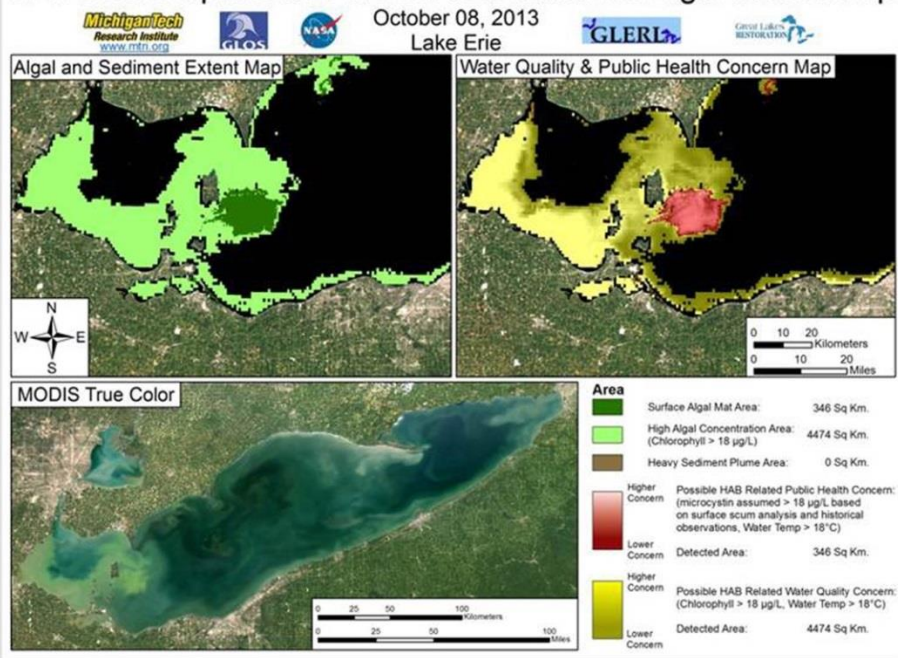 October 08, 2013
Lake Erie
MichiganTech
Research Institute
www.mtri.org
GLOS
NASA
GLERL
Great Lakes
RESTORATION
Algal and Sediment Extent Map
Water Quality & Public Health Concern Map
N
W E
S
0 10 20
Kilometers
0 10 20
Miles
MODIS True Color
0 25 50 100
Kilometers
0 25 50 100
Miles
Area
Surface Algal Mat Area: 346 Sq Km.
High Algal Concentration Area: 4474 Sq Km.
(Chlorophyll > 18 µg/L)
Heavy Sediment Plume Area: 0 Sq Km.
Higher
Concern
Lower
Concern
Possible HAB Related Public Health Concern:
(microcystin assumed > 18 µg/L based
on surface scum analysis and historical
observations, Water Temp > 18°C)
Detected Area: 346 Sq Km.
Higher
Concern
Lower
Concern
Possible HAB Related Water Quality Concern:
(Chlorophyll > 18 µg/L, Water Temp > 18°C)
Detected Area: 4474 Sq Km.